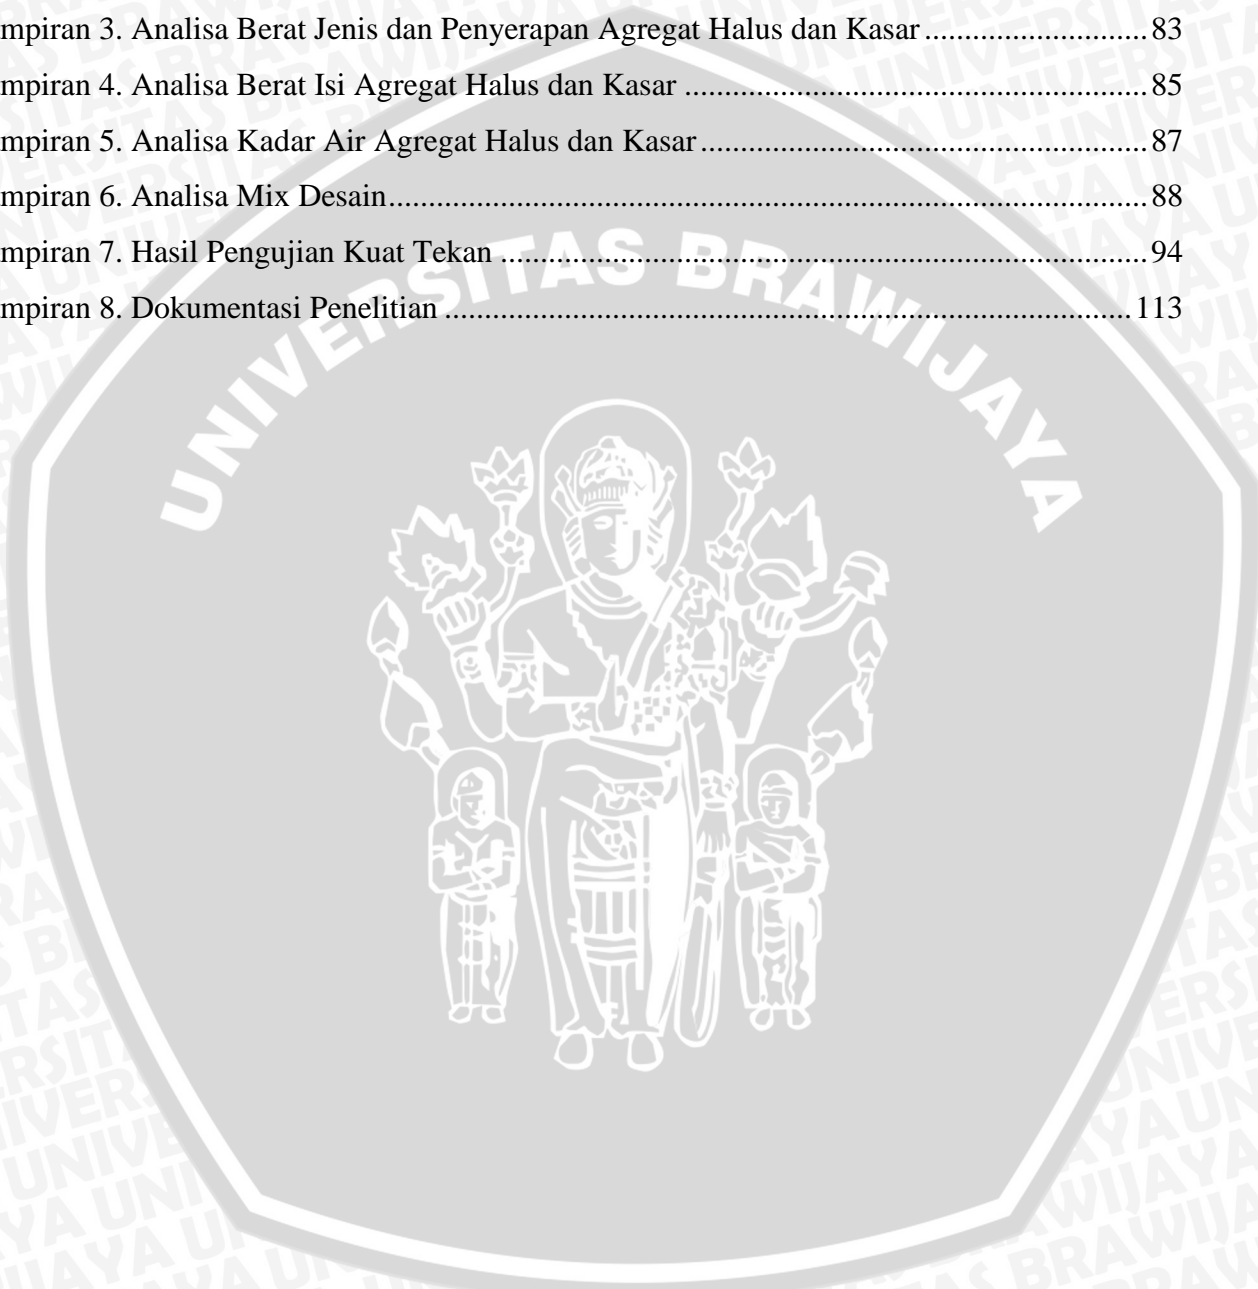 mpiran 3. Analisa Berat Jenis dan Penyerapan Agregat Halus dan Kasar ............................ 83
mpiran 4. Analisa Berat Isi Agregat Halus dan Kasar .......................................................... 85
mpiran 5. Analisa Kadar Air Agregat Halus dan Kasar ........................................................ 87
mpiran 6. Analisa Mix Desain ............................................................................................... 88
mpiran 7. Hasil Pengujian Kuat Tekan ................................................................................. 94
mpiran 8. Dokumentasi Penelitian ...................................................................................... 113
UNIVERSITAS BRAWIJAYA